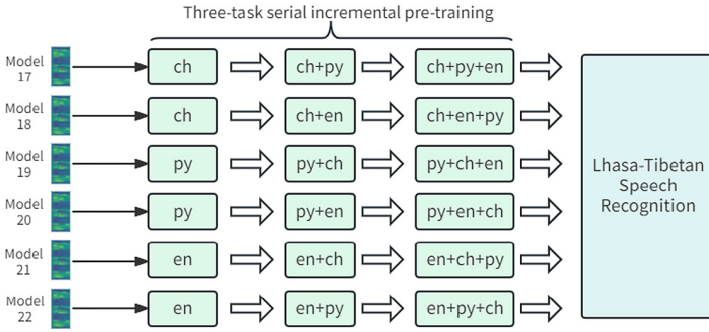 Three-task serial incremental pre-training
Model
17
ch
ch+py
ch+py+en
Model
18
ch
ch+en
ch+en+py
Model
19
py
py+ch
py+ch+en
Model
20
py
py+en
py+en+ch
Model
21
en
en+ch
en+ch+py
Model
22
en
en+py
en+py+ch
Lhasa-Tibetan
Speech
Recognition